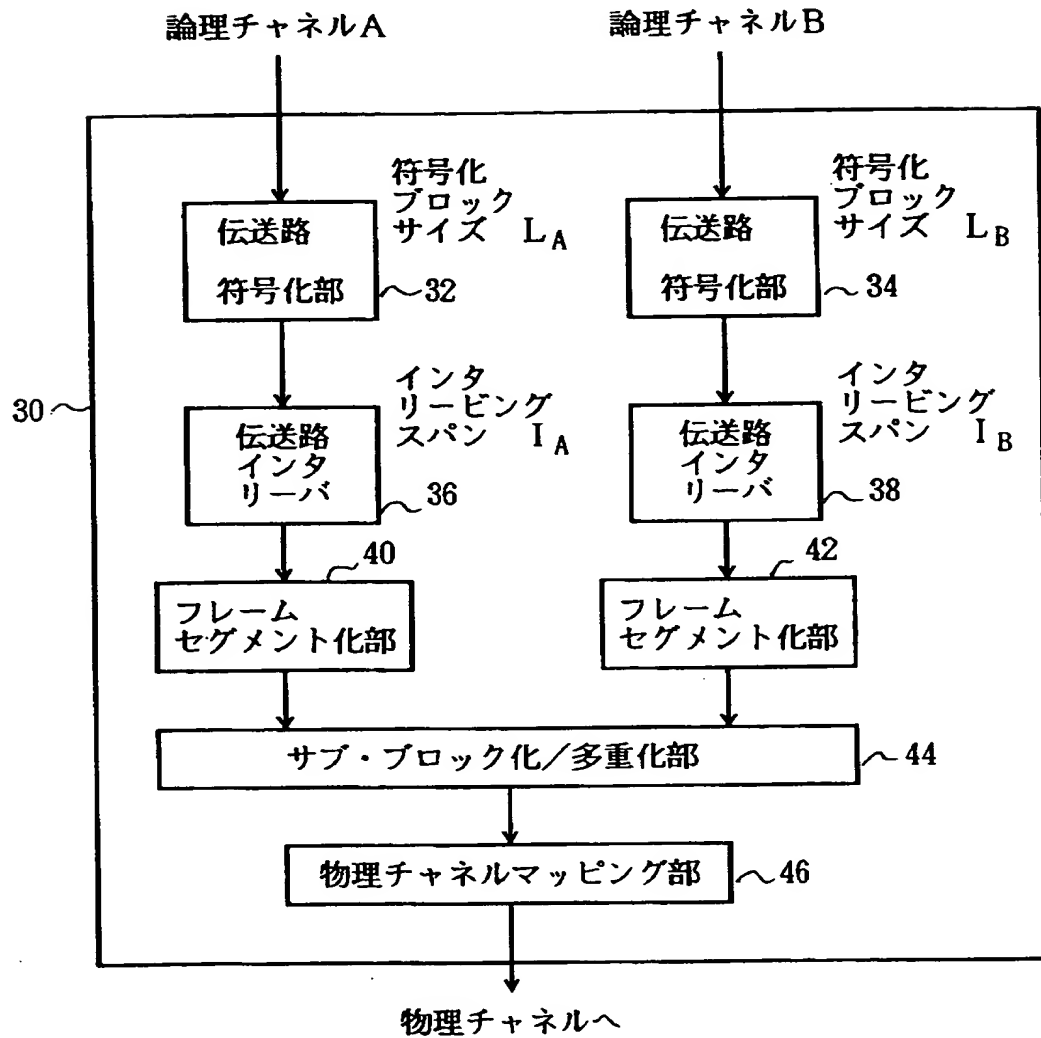 論理チャネルA
論理チャネルB
伝送路
符号化部
符号化
ブロック
サイズ LA
32
伝送路
符号化部
符号化
ブロック
サイズ LB
34
30
伝送路
インタ
リーバ
インタ
リービング
スパン IA
36
伝送路
インタ
リーバ
インタ
リービング
スパン IB
38
フレーム
セグメント化部
40
フレーム
セグメント化部
42
サブ・ブロック化/多重化部
44
物理チャネルマッピング部
46
物理チャネルへ